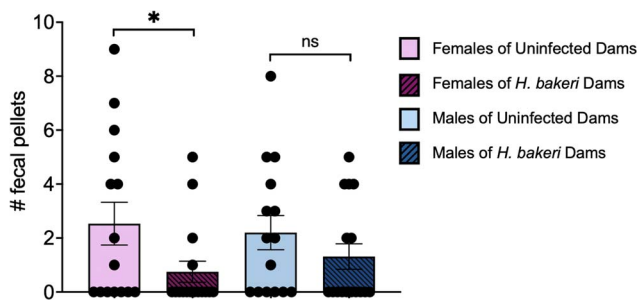 10
8
6
4
2
0
# fecal pellets
*
ns
Females of Uninfected Dams
Females of H. bakeri Dams
Males of Uninfected Dams
Males of H. bakeri Dams